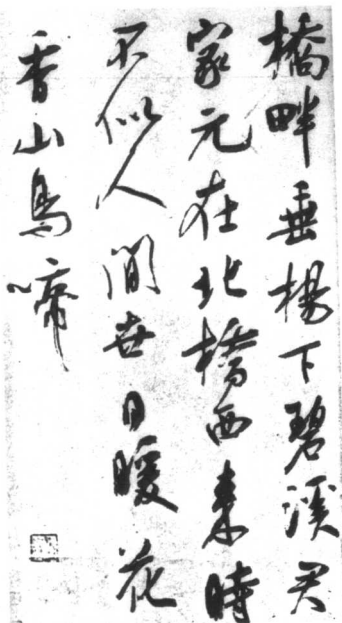 橋畔垂楊下碧溪君
家元在北橋西来時
不似人間世日暖花
香山鳥啼